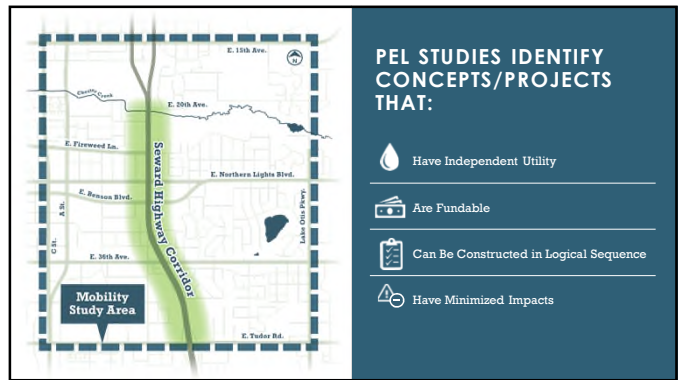 E. 15th Ave.
N
Chester Creek
E. 20th Ave.
E. Fireweed Ln.
Seward Highway Corridor
E. Northern Lights Blvd.
E. Benson Blvd.
A St.
C St.
Lake Otis Pkwy.
E. 36th Ave.
Mobility
Study Area
E. Tudor Rd.
PEL STUDIES IDENTIFY
CONCEPTS/PROJECTS
THAT:
Have Independent Utility
Are Fundable
Can Be Constructed in Logical Sequence
Have Minimized Impacts